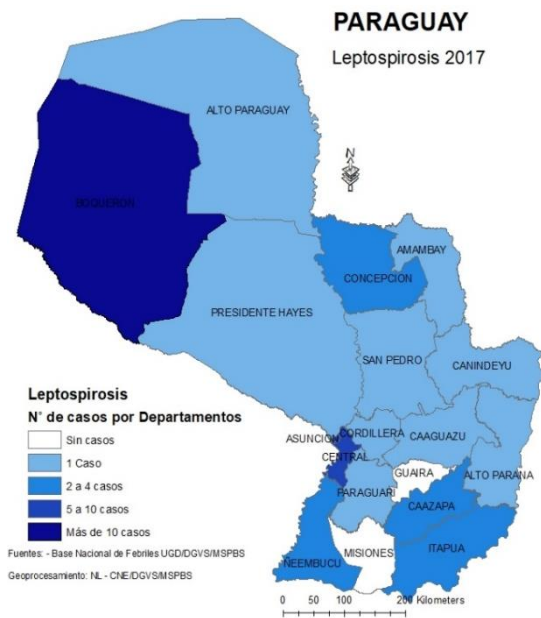 PARAGUAY
Leptospirosis 2017
ALTO PARAGUAY
N
BOQUERON
AMAMBAY
CONCEPCION
PRESIDENTE HAYES
SAN PEDRO
CANINDEYU
Leptospirosis
N° de casos por Departamentos
Sin casos
1 Caso
2 a 4 casos
5 a 10 casos
Más de 10 casos
ASUNCION
CORDILLERA
CAAGUAZU
CENTRAL
GUAIRA
ALTO PARANA
PARAGUARI
CAAZAPA
MISIONES
ITAPUA
ÑEEMBUCU
Fuentes: - Base Nacional de Febriles UGD/DGVS/MSPBS
Geoprocesamiento: NL - CNE/DGVS/MSPBS
0 50 100 200 Kilometers